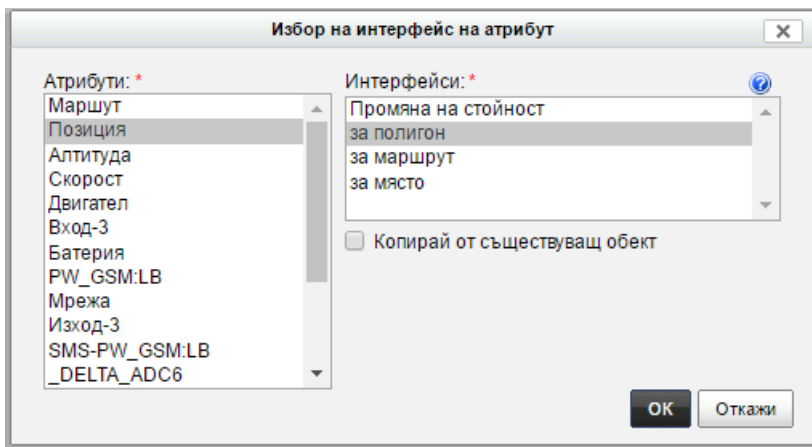 Избор на интерфейс на атрибут
Атрибути: *
Маршут
Позиция
Алтитуда
Скорост
Двигател
Вход-3
Батерия
PW_GSM:LB
Мрежа
Изход-3
SMS-PW_GSM:LB
_DELTA_ADC6
Интерфейси: *
Промяна на стойност
за полигон
за маршрут
за място
Копирай от съществуващ обект
ОК
Откажи